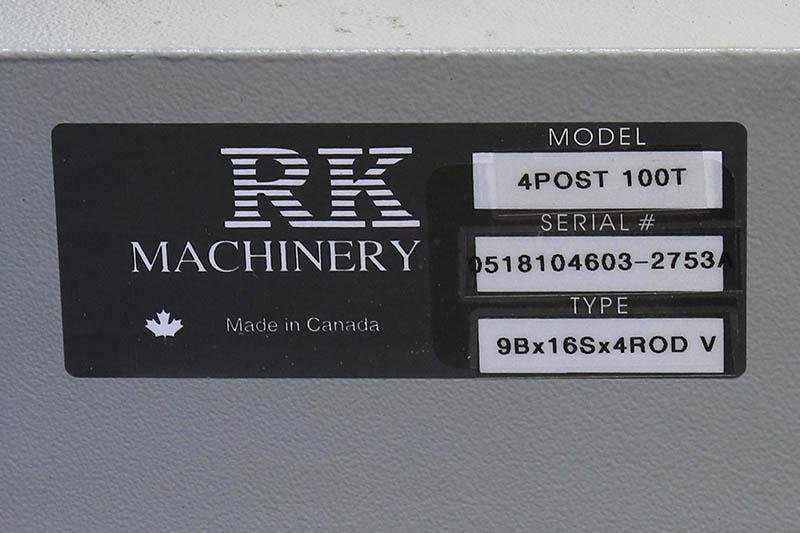 RK
MACHINERY
Made in Canada
MODEL
4POST 100T
SERIAL #
0518104603-2753A
TYPE
9Bx16Sx4ROD V